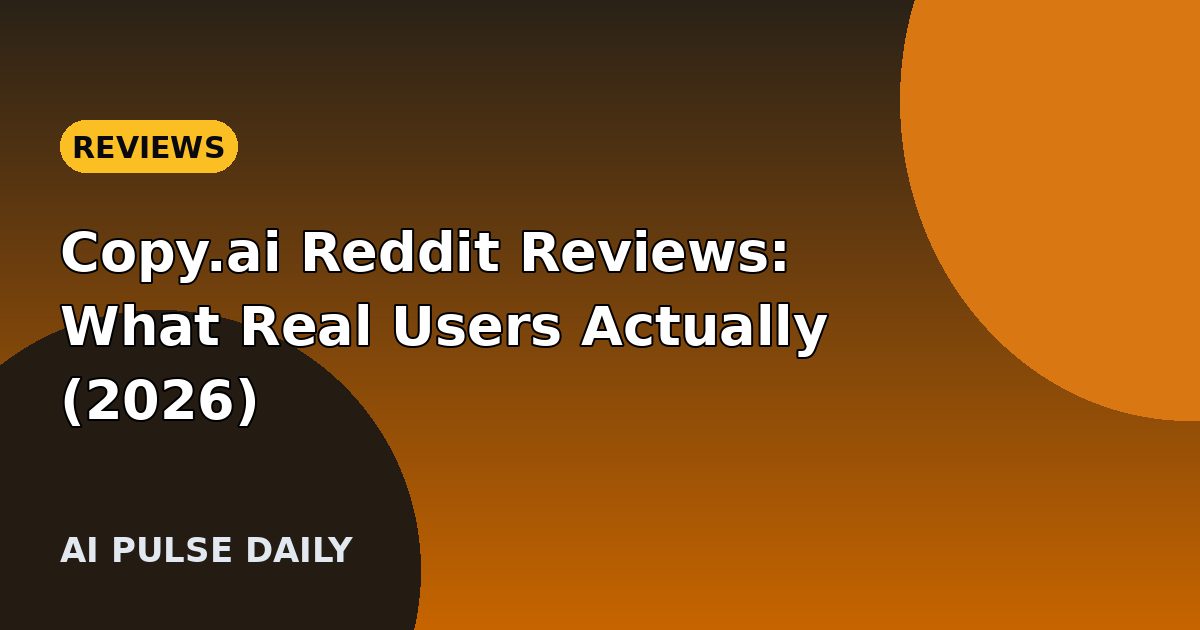 REVIEWS
Copy.ai Reddit Reviews:
What Real Users Actually
(2026)
AI PULSE DAILY